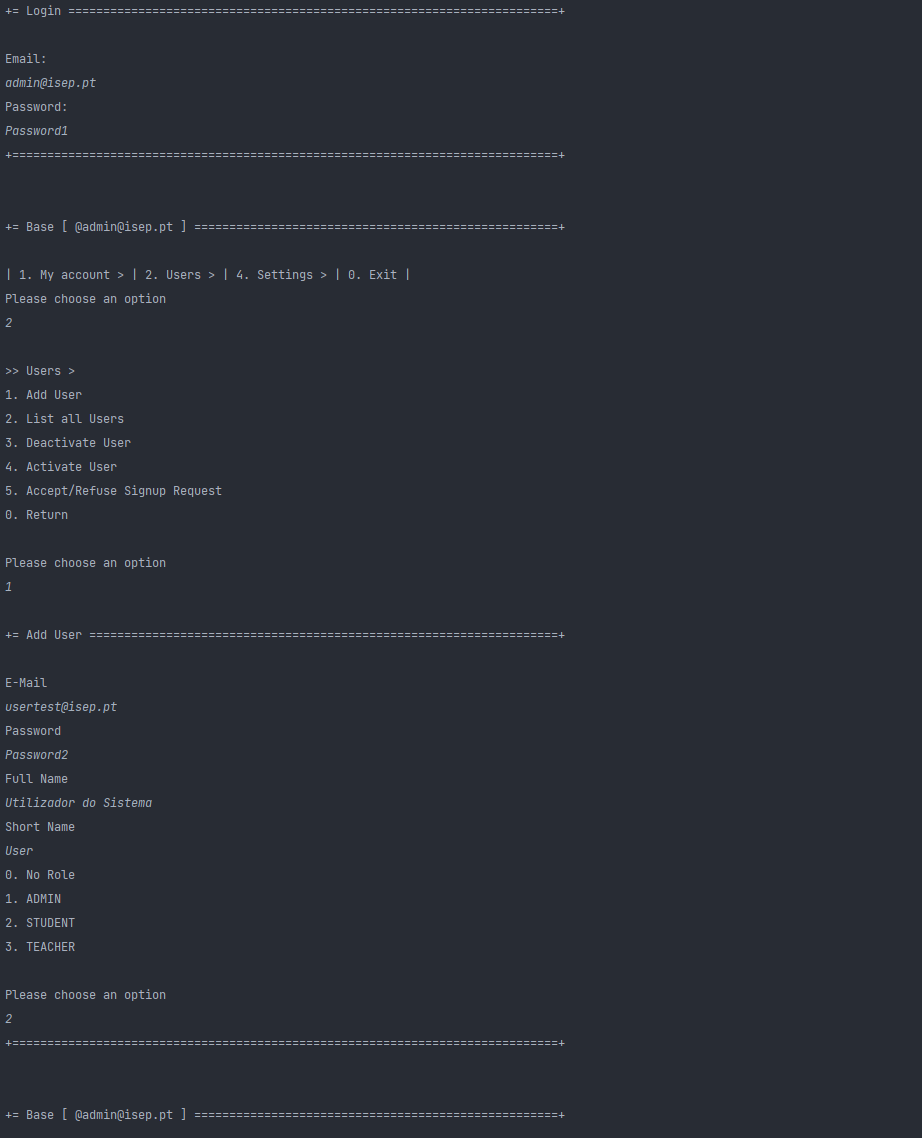 += Login ======================================================================+
Email:
admin@isep.pt
Password:
Password1
+==============================================================================+
+= Base [ @admin@isep.pt ] ====================================================+
| 1. My account > | 2. Users > | 4. Settings > | 0. Exit |
Please choose an option
2
>> Users >
1. Add User
2. List all Users
3. Deactivate User
4. Activate User
5. Accept/Refuse Signup Request
0. Return
Please choose an option
1
+= Add User ===================================================================+
E-Mail
usertest@isep.pt
Password
Password2
Full Name
Utilizador do Sistema
Short Name
User
0. No Role
1. ADMIN
2. STUDENT
3. TEACHER
Please choose an option
2
+==============================================================================+
+= Base [ @admin@isep.pt ] ====================================================+